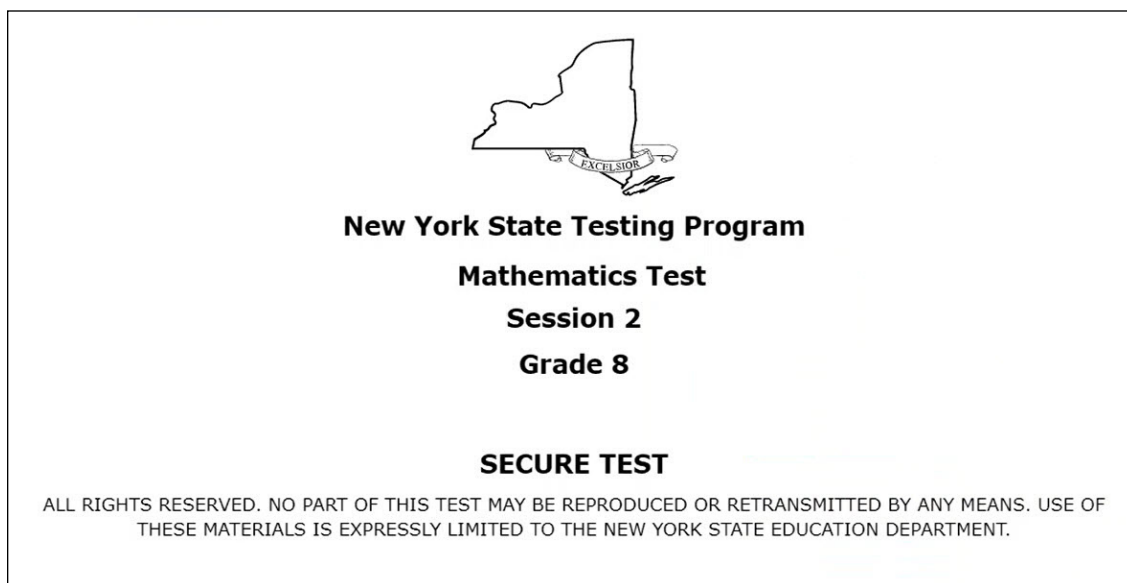 EXCELSIOR
New York State Testing Program
Mathematics Test
Session 2
Grade 8
SECURE TEST
ALL RIGHTS RESERVED. NO PART OF THIS TEST MAY BE REPRODUCED OR RETRANSMITTED BY ANY MEANS. USE OF
THESE MATERIALS IS EXPRESSLY LIMITED TO THE NEW YORK STATE EDUCATION DEPARTMENT.